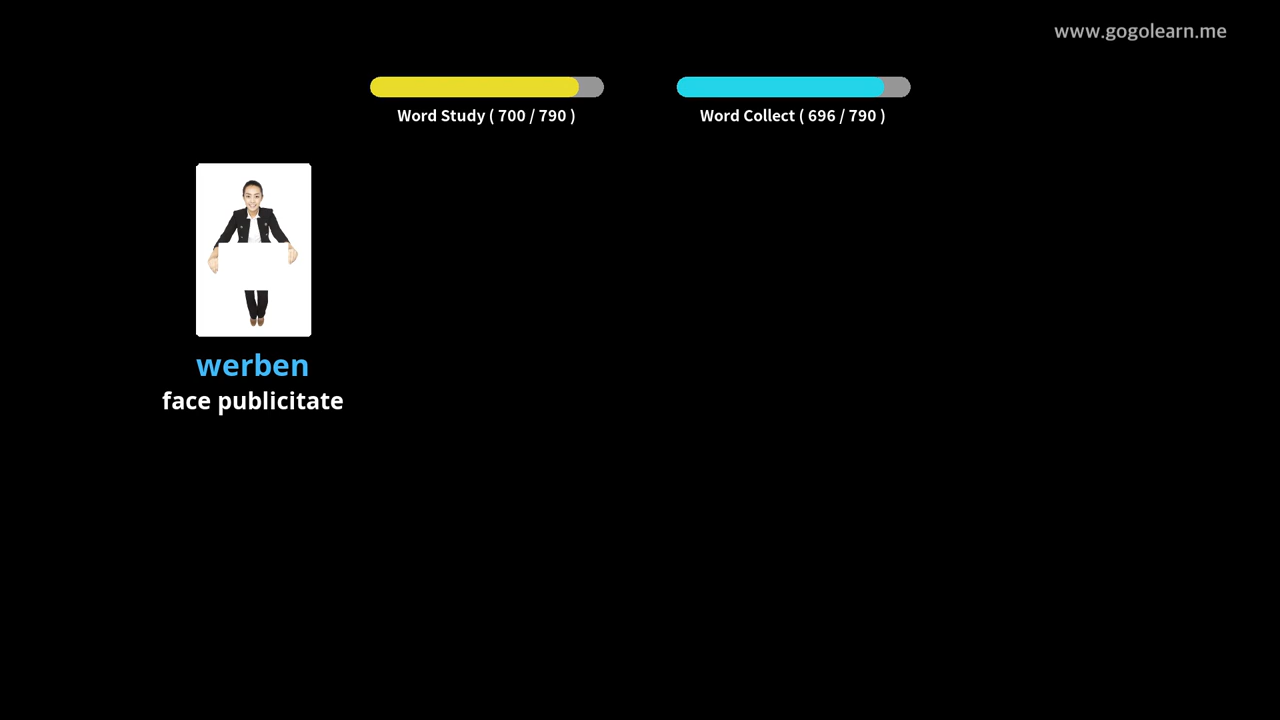 www.gogolearn.me
Word Study ( 700 / 790 )
Word Collect ( 696 / 790 )
werben
face publicitate